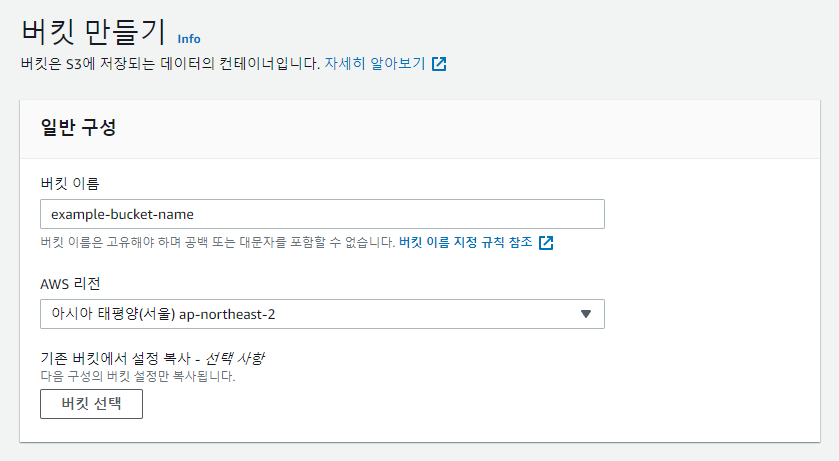 버킷 만들기 Info
버킷은 S3에 저장되는 데이터의 컨테이너입니다. 자세히 알아보기
일반 구성
버킷 이름
example-bucket-name
버킷 이름은 고유해야 하며 공백 또는 대문자를 포함할 수 없습니다. 버킷 이름 지정 규칙 참조
AWS 리전
아시아 태평양(서울) ap-northeast-2
기존 버킷에서 설정 복사 - 선택 사항
다음 구성의 버킷 설정만 복사됩니다.
버킷 선택